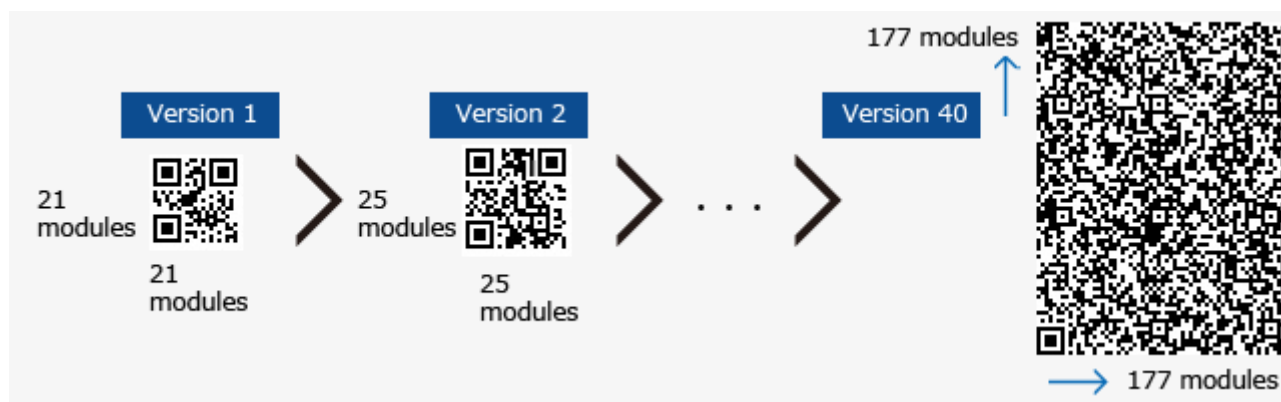 177 modules
Version 1
Version 2
Version 40
21
modules
25
modules
. . .
21
modules
25
modules
177 modules